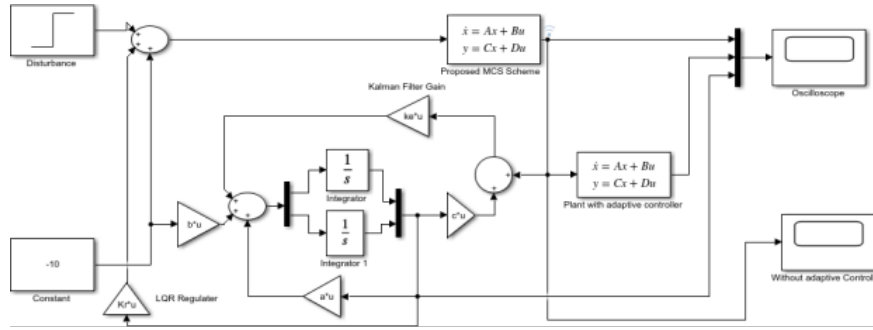 Disturbance
ẋ = Ax + Bu
y = Cx + Du
Proposed MCS Scheme
Oscilloscope
Kalman Filter Gain
ke*u
1
s
Integrator
ẋ = Ax + Bu
y = Cx + Du
Plant with adaptive controller
b*u
1
s
Integrator 1
c*u
-10
Constant
Kr*u
LQR Regulater
a*u
Without adaptive Control